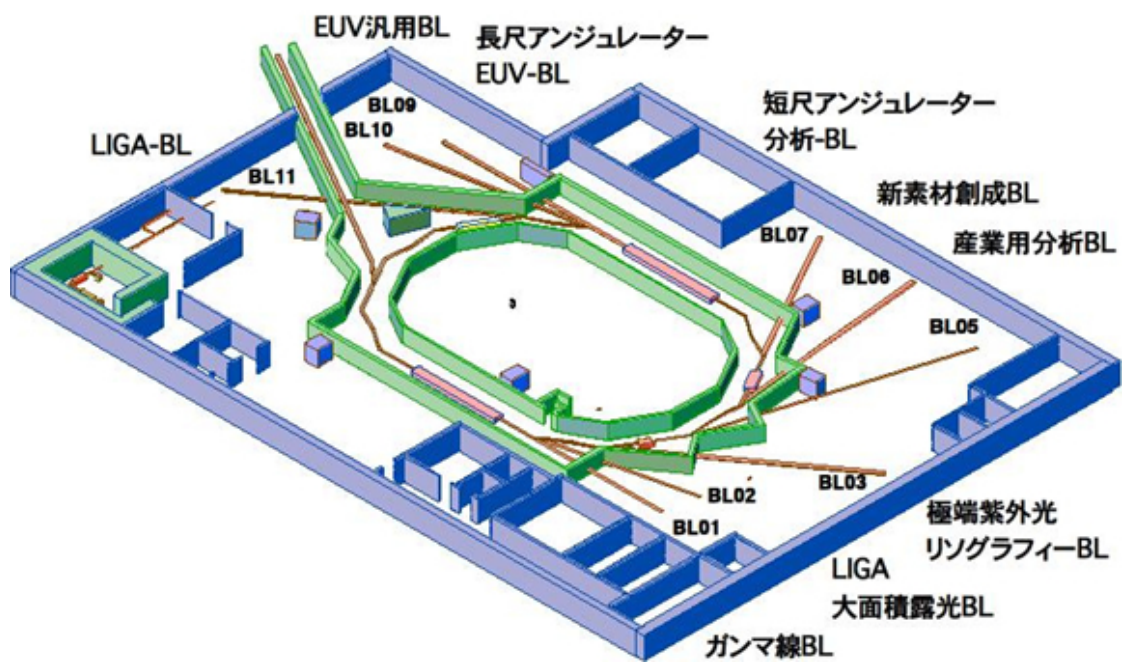 EUV汎用BL
長尺アンジュレーター
EUV-BL
短尺アンジュレーター
分析-BL
LIGA-BL
BL09
BL10
BL11
新素材創成BL
産業用分析BL
BL07
BL06
BL05
BL03
BL02
BL01
極端紫外光
リソグラフィーBL
LIGA
大面積露光BL
ガンマ線BL